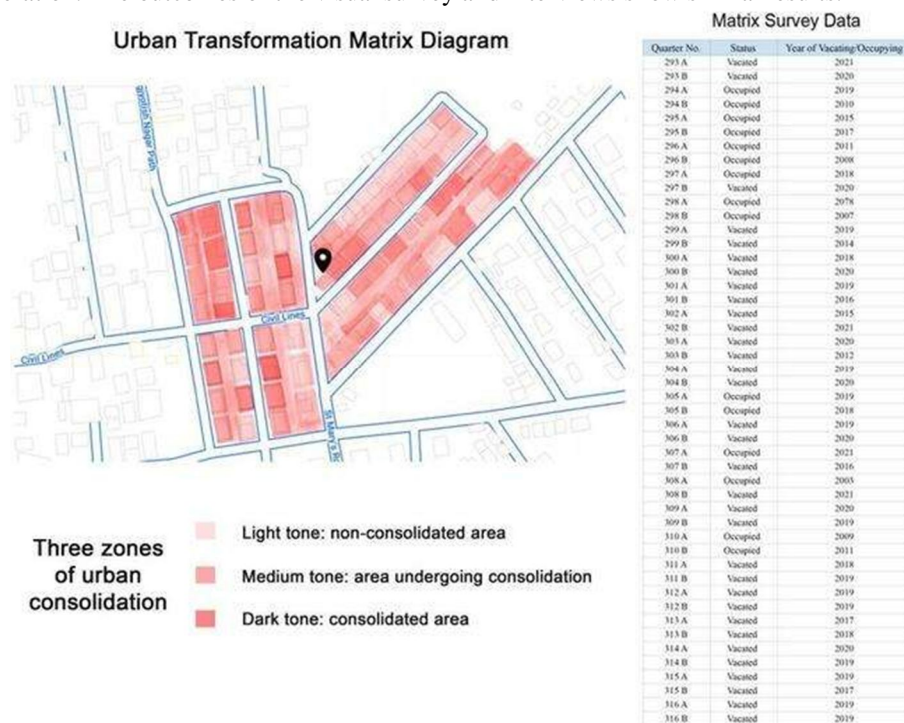 Matrix Survey Data
Urban Transformation Matrix Diagram
Quarter No. Status Year of Vacating/Occupying
293 A Vacated 2021
293 B Vacated 2020
294 A Occupied 2019
294 B Occupied 2010
295 A Occupied 2015
295 B Occupied 2017
296 A Occupied 2011
296 B Occupied 2008
297 A Occupied 2018
297 B Vacated 2020
298 A Occupied 2078
298 B Occupied 2007
299 A Vacated 2019
299 B Vacated 2014
300 A Vacated 2018
300 B Vacated 2020
301 A Vacated 2019
301 B Vacated 2016
302 A Vacated 2015
302 B Vacated 2021
303 A Vacated 2020
303 B Vacated 2012
304 A Vacated 2019
304 B Vacated 2020
305 A Occupied 2019
305 B Occupied 2018
306 A Vacated 2019
306 B Vacated 2020
307 A Occupied 2021
307 B Vacated 2016
308 A Occupied 2005
308 B Vacated 2021
309 A Vacated 2020
309 B Vacated 2019
310 A Occupied 2009
310 B Occupied 2011
311 A Vacated 2018
311 B Vacated 2019
312 A Vacated 2019
312 B Vacated 2019
313 A Vacated 2017
313 B Vacated 2018
314 A Vacated 2020
314 B Vacated 2019
315 A Vacated 2019
315 B Vacated 2017
316 A Vacated 2019
316 B Vacated 2019
Nagar Path
Civil Lines
Civil Lines
St Mary's
Three zones
of urban
consolidation
Light tone: non-consolidated area
Medium tone: area undergoing consolidation
Dark tone: consolidated area